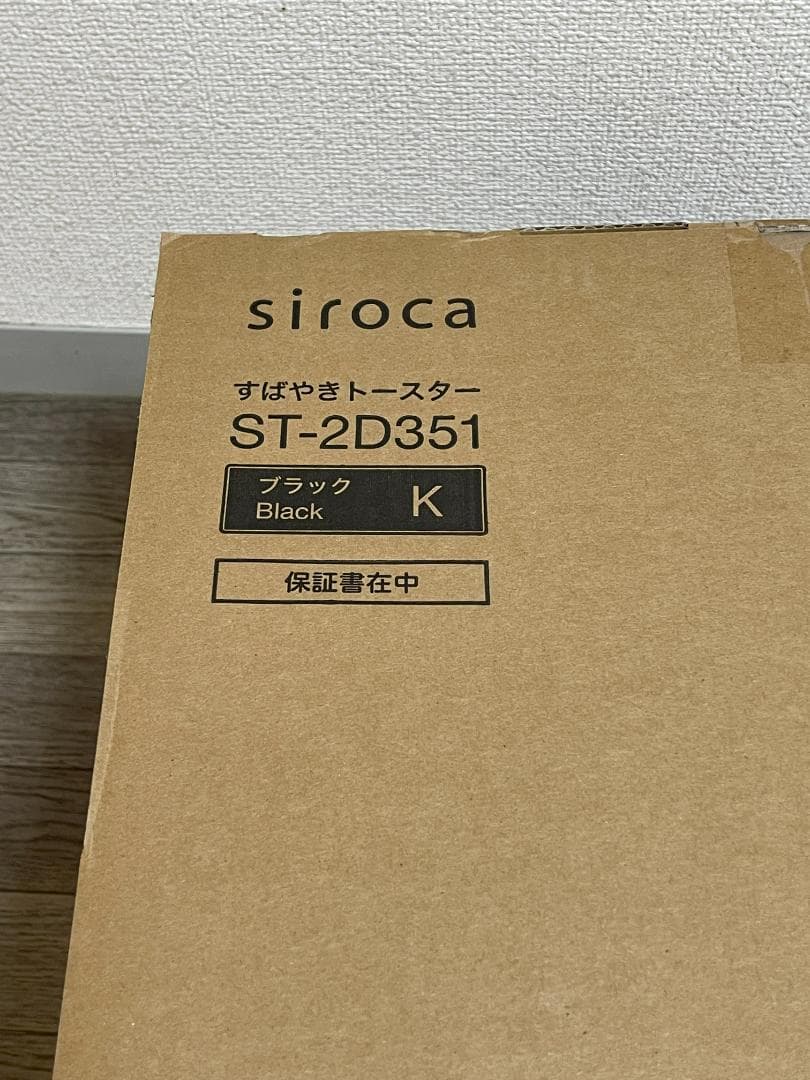 siroca
すばやきトースター
ST-2D351
ブラック
Black K
保証書在中